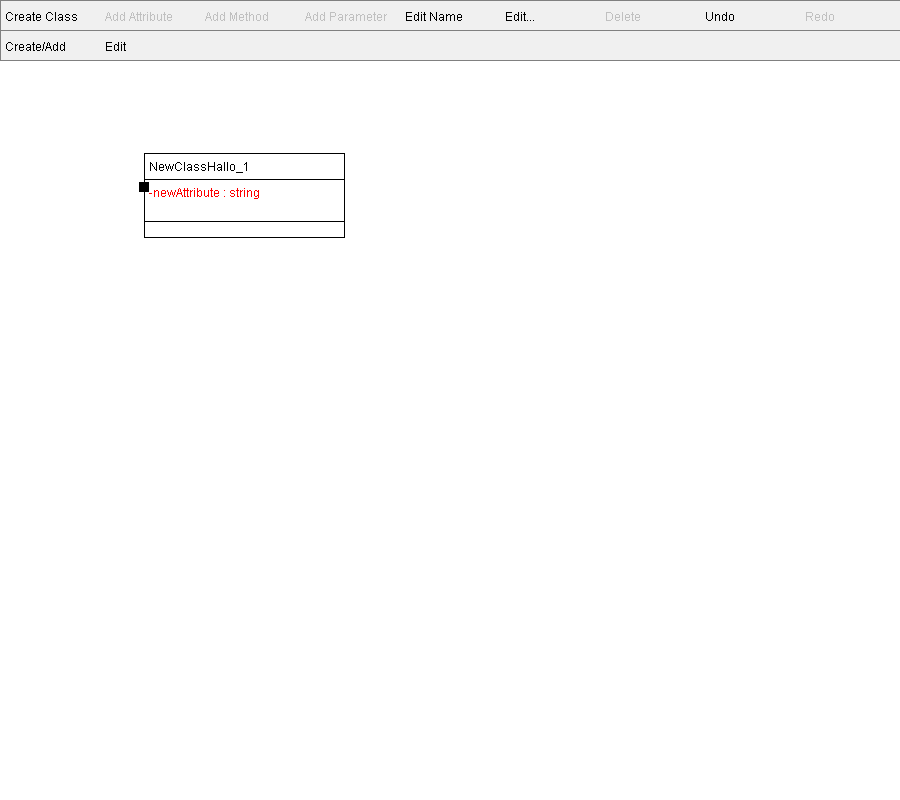 Create Class Add Attribute Add Method Add Parameter Edit Name Edit... Delete Undo Redo
Create/Add Edit
NewClassHallo_1
-newAttribute : string